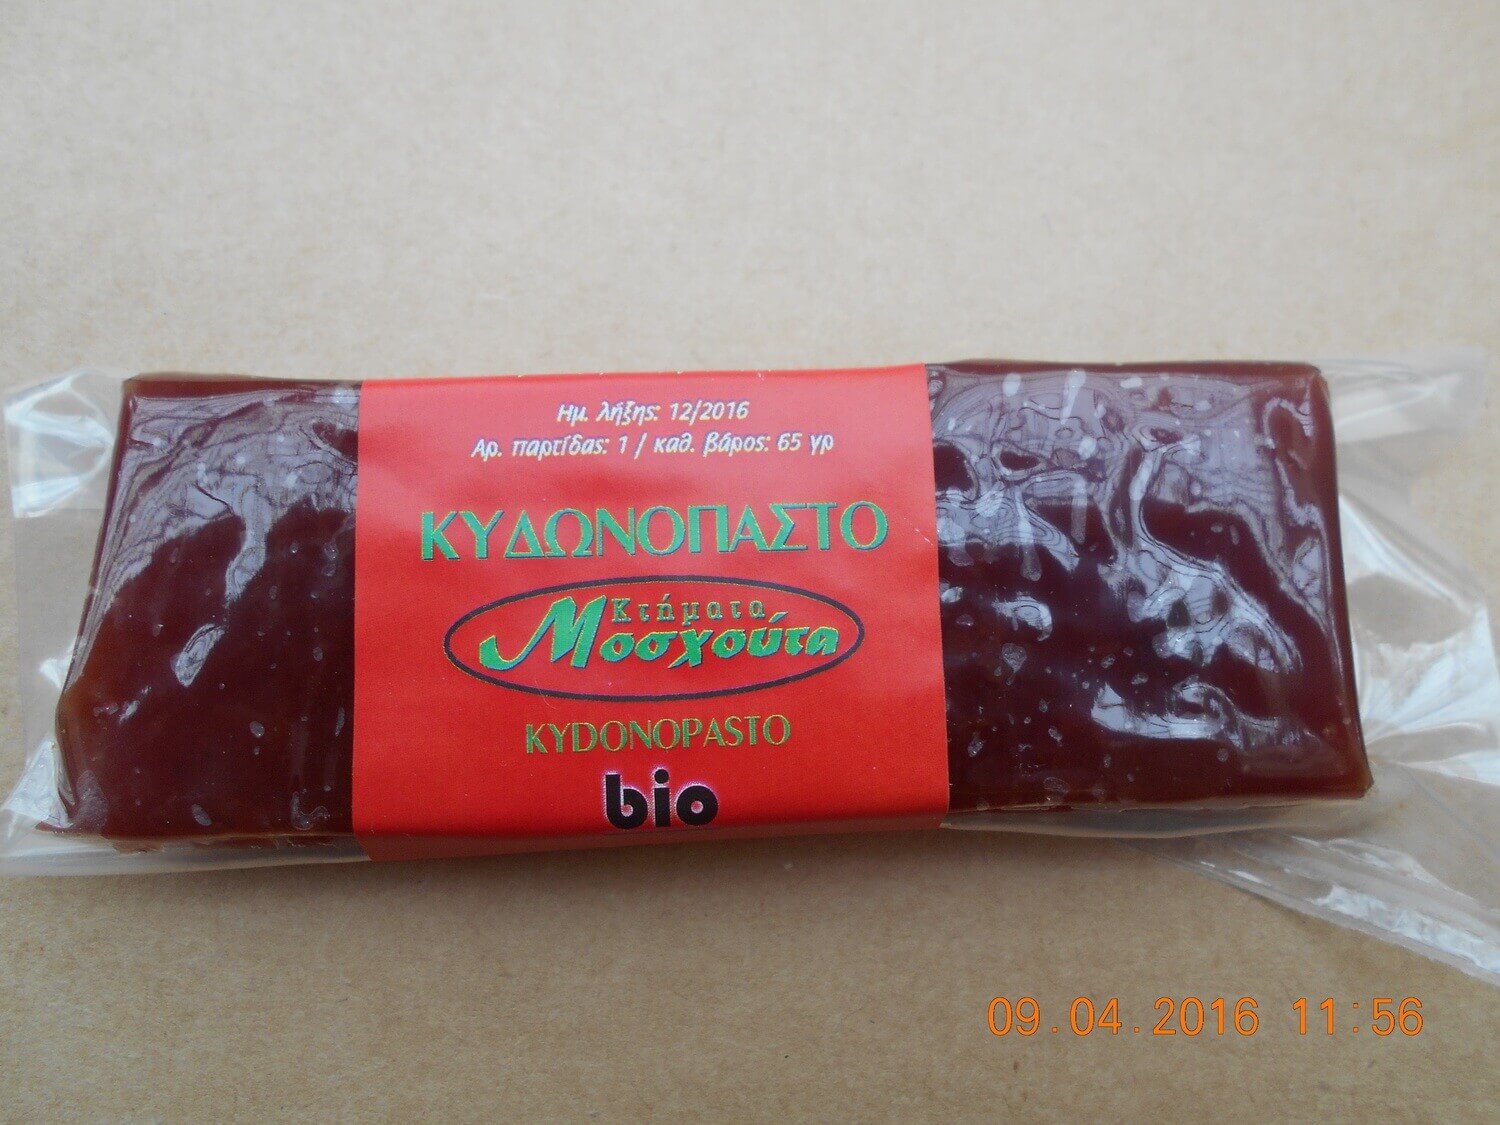 Ημ. λήξης: 12/2016
Αρ. παρτίδας: 1 / καθ. βάρος: 65 γρ
ΚΥΔΩΝΟΠΑΣΤΟ
Κτήματα
Μοσχούτα
KYDONOPASTO
bio
09.04.2016 11:56